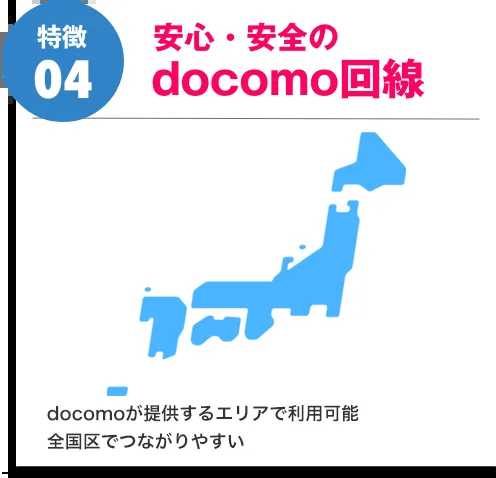 特徴
04
安心・安全の
docomo回線
docomoが提供するエリアで利用可能
全国区でつながりやすい